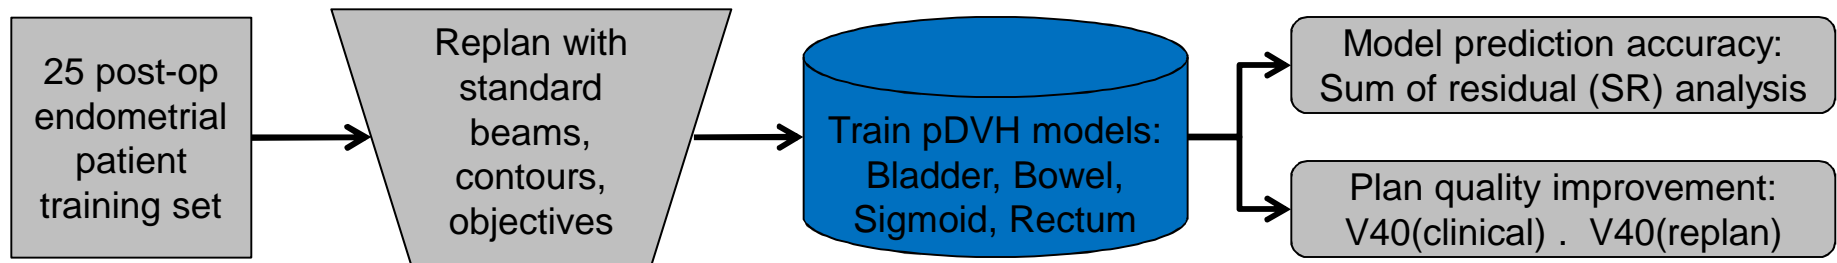 25 post-op
endometrial
patient
training set
Replan with
standard
beams,
contours,
objectives
Train pDVH models:
Bladder, Bowel,
Sigmoid, Rectum
Model prediction accuracy:
Sum of residual (SR) analysis
Plan quality improvement:
V40(clinical) . V40(replan)